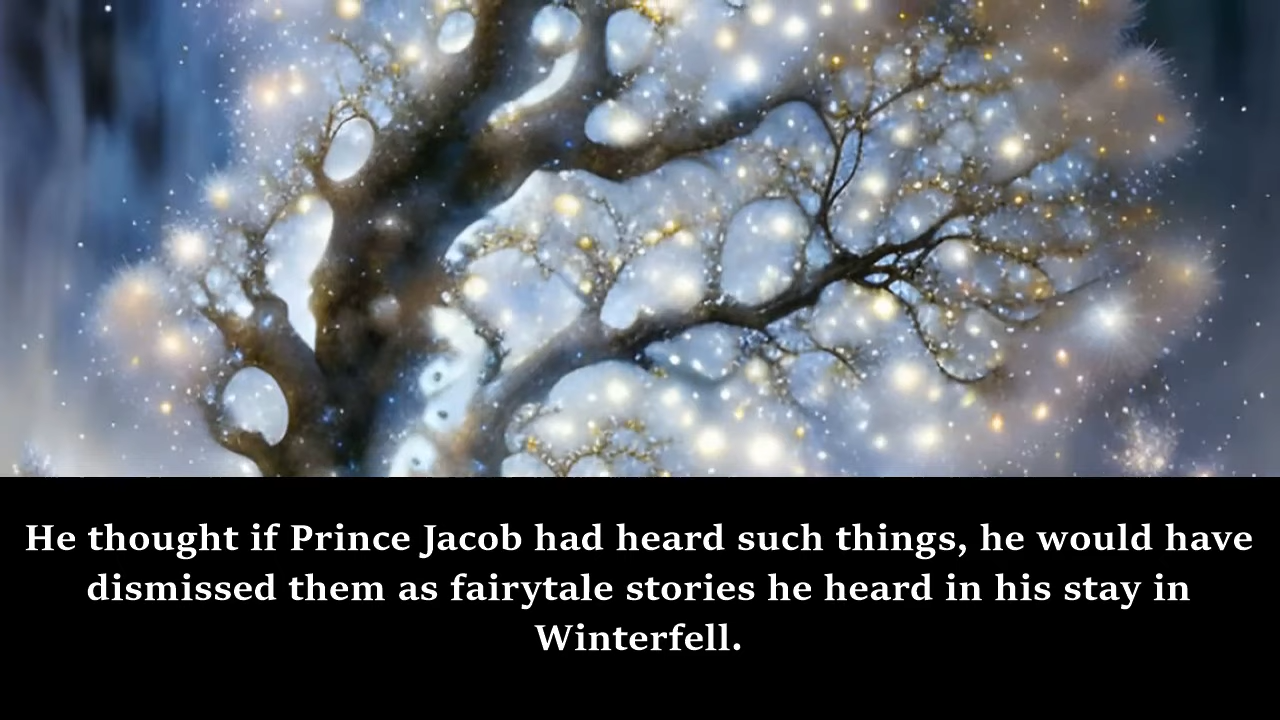 He thought if Prince Jacob had heard such things, he would have
dismissed them as fairytale stories he heard in his stay in
Winterfell.